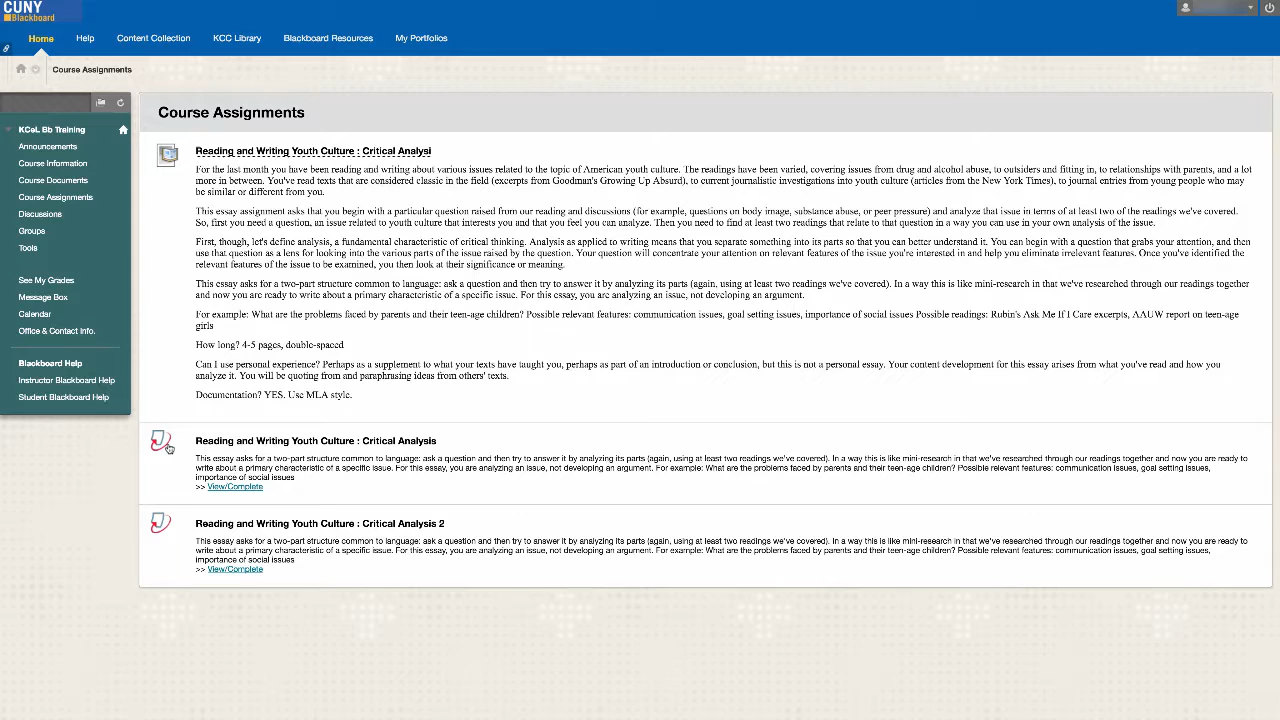 CUNY
Blackboard
Home
Help
Content Collection
KCC Library
Blackboard Resources
My Portfolios
Course Assignments
KCeL Bb Training
Announcements
Course Information
Course Documents
Course Assignments
Discussions
Groups
Tools
See My Grades
Message Box
Calendar
Office & Contact Info.
Blackboard Help
Instructor Blackboard Help
Student Blackboard Help
Course Assignments
Reading and Writing Youth Culture : Critical Analysi
For the last month you have been reading and writing about various issues related to the topic of American youth culture. The readings have been varied, covering issues from drug and alcohol abuse, to outsiders and fitting in, to relationships with parents, and a lot
more in between. You've read texts that are considered classic in the field (excerpts from Goodman's Growing Up Absurd), to current journalistic investigations into youth culture (articles from the New York Times), to journal entries from young people who may
be similar or different from you.
This essay assignment asks that you begin with a particular question raised from our reading and discussions (for example, questions on body image, substance abuse, or peer pressure) and analyze that issue in terms of at least two of the readings we've covered.
So, first you need a question, an issue related to youth culture that interests you and that you feel you can analyze. Then you need to find at least two readings that relate to that question in a way you can use in your own analysis of the issue.
First, though, let's define analysis, a fundamental characteristic of critical thinking. Analysis as applied to writing means that you separate something into its parts so that you can better understand it. You can begin with a question that grabs your attention, and then
use that question as a lens for looking into the various parts of the issue raised by the question. Your question will concentrate your attention on relevant features of the issue you're interested in and help you eliminate irrelevant features. Once you've identified the
relevant features of the issue to be examined, you then look at their significance or meaning.
This essay asks for a two-part structure common to language: ask a question and then try to answer it by analyzing its parts (again, using at least two readings we've covered). In a way this is like mini-research in that we've researched through our readings together
and now you are ready to write about a primary characteristic of a specific issue. For this essay, you are analyzing an issue, not developing an argument.
For example: What are the problems faced by parents and their teen-age children? Possible relevant features: communication issues, goal setting issues, importance of social issues Possible readings: Rubin's Ask Me If I Care excerpts, AAUW report on teen-age
girls
How long? 4-5 pages, double-spaced
Can I use personal experience? Perhaps as a supplement to what your texts have taught you, perhaps as part of an introduction or conclusion, but this is not a personal essay. Your content development for this essay arises from what you've read and how you
analyze it. You will be quoting from and paraphrasing ideas from others' texts.
Documentation? YES. Use MLA style.
Reading and Writing Youth Culture : Critical Analysis
This essay asks for a two-part structure common to language: ask a question and then try to answer it by analyzing its parts (again, using at least two readings we've covered). In a way this is like mini-research in that we've researched through our readings together and now you are ready to
write about a primary characteristic of a specific issue. For this essay, you are analyzing an issue, not developing an argument. For example: What are the problems faced by parents and their teen-age children? Possible relevant features: communication issues, goal setting issues,
importance of social issues
>> View/Complete
Reading and Writing Youth Culture : Critical Analysis 2
This essay asks for a two-part structure common to language: ask a question and then try to answer it by analyzing its parts (again, using at least two readings we've covered). In a way this is like mini-research in that we've researched through our readings together and now you are ready to
write about a primary characteristic of a specific issue. For this essay, you are analyzing an issue, not developing an argument. For example: What are the problems faced by parents and their teen-age children? Possible relevant features: communication issues, goal setting issues,
importance of social issues
>> View/Complete